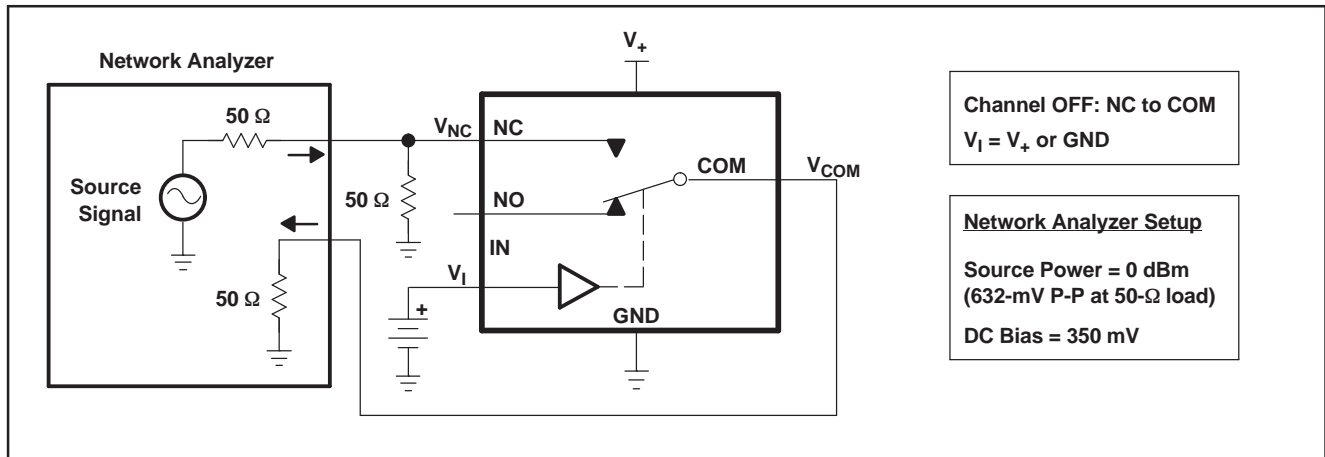 Network Analyzer
50 Ω
Source
Signal
50 Ω
50 Ω
V+
VNC
NC
NO
IN
VI
+
GND
COM
VCOM
Channel OFF: NC to COM
VI = V+ or GND
Network Analyzer Setup
Source Power = 0 dBm
(632-mV P-P at 50-Ω load)
DC Bias = 350 mV